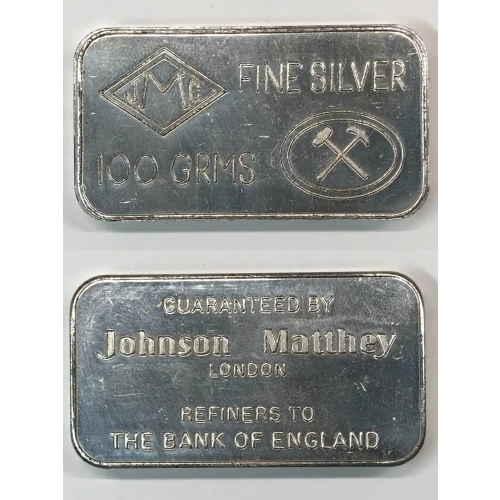 JMC FINE SILVER
100 GRMS
GUARANTEED BY
Johnson Matthey
LONDON
REFINERS TO
THE BANK OF ENGLAND